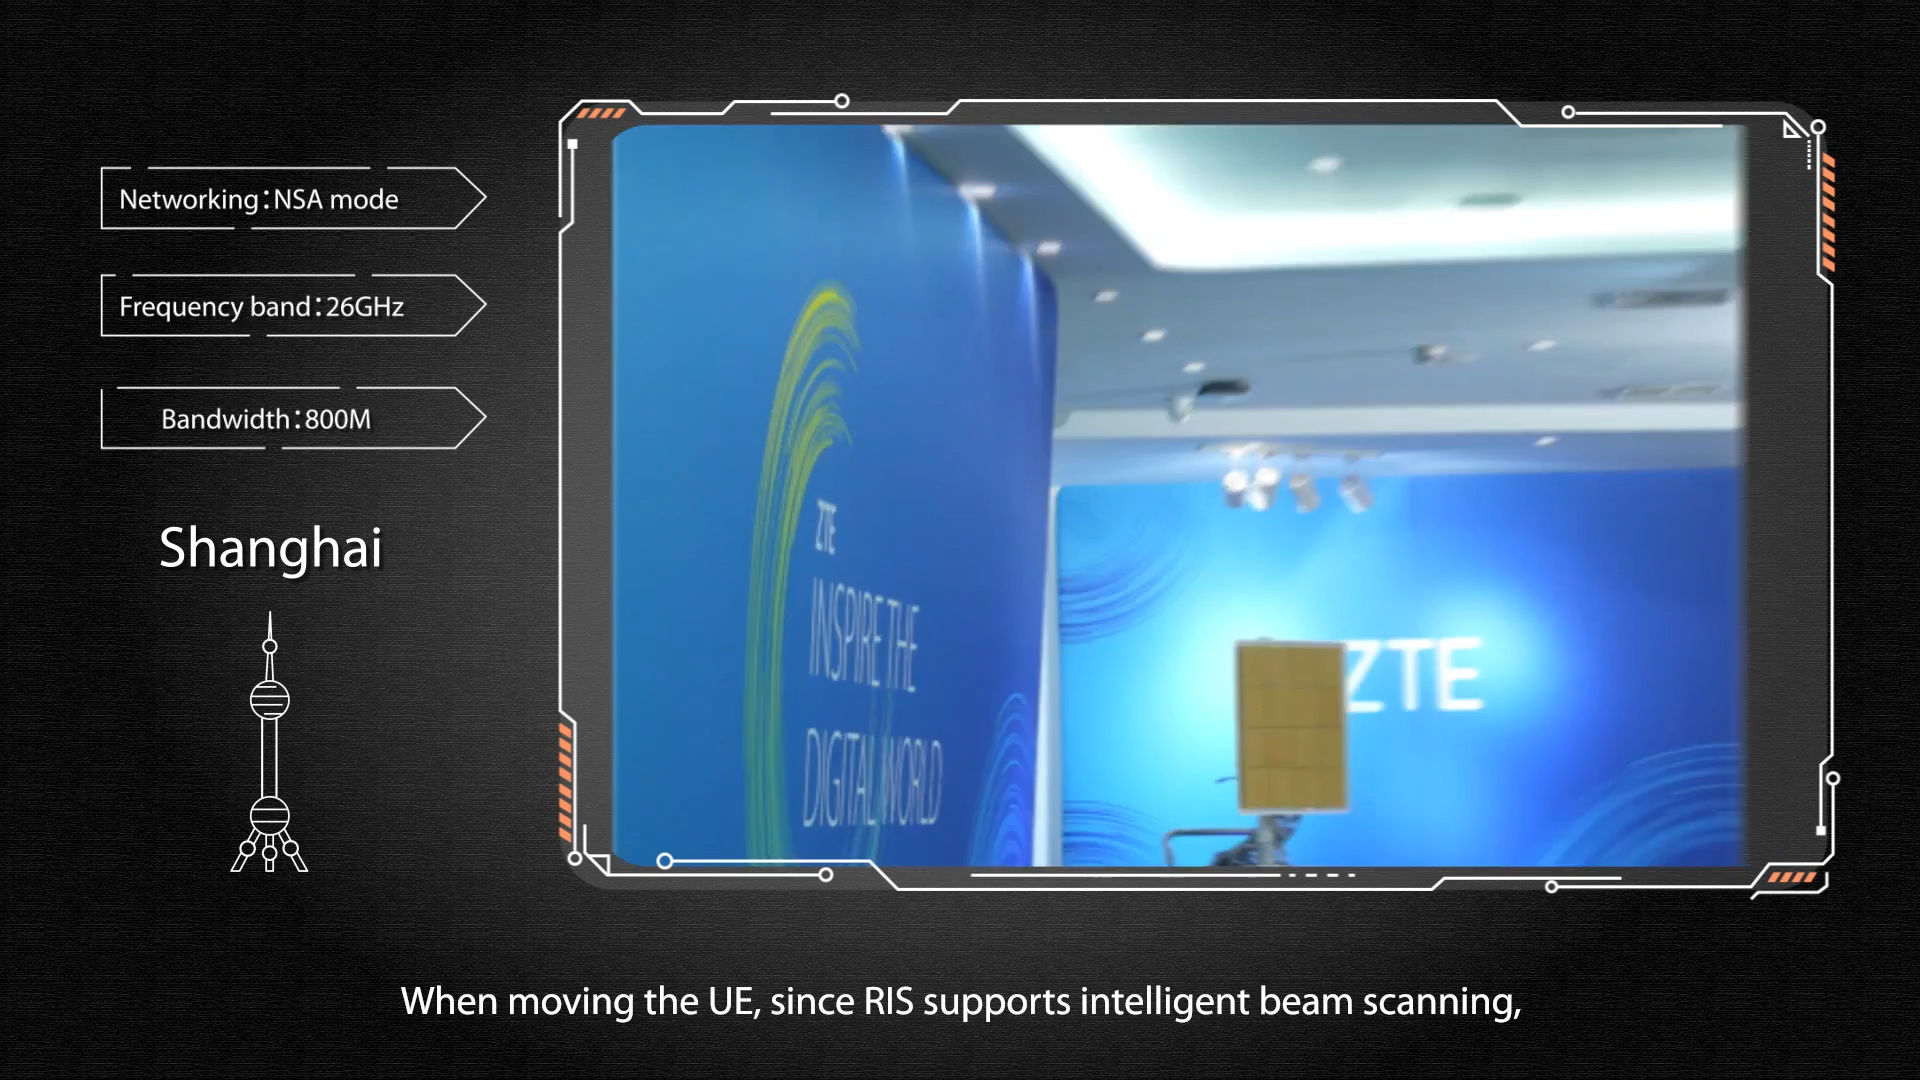 Networking:NSA mode
Frequency band:26GHz
Bandwidth:800M
Shanghai
ZTE
INSPIRE THE
DIGITAL WORLD
ZTE
When moving the UE, since RIS supports intelligent beam scanning,